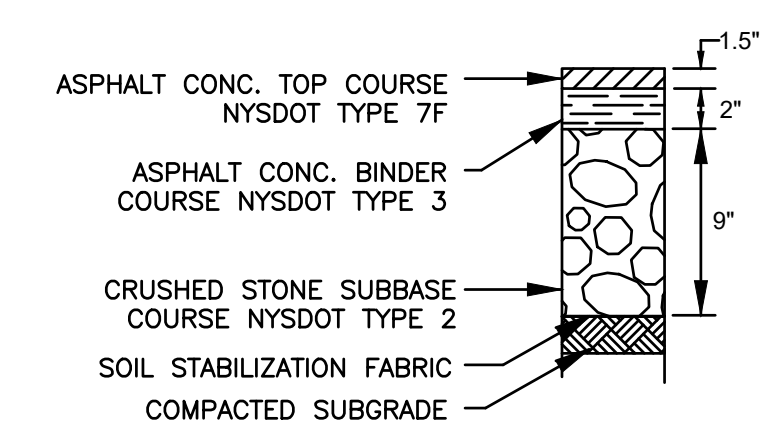 1.5"
ASPHALT CONC. TOP COURSE
NYSDOT TYPE 7F
2"
ASPHALT CONC. BINDER
COURSE NYSDOT TYPE 3
9"
CRUSHED STONE SUBBASE
COURSE NYSDOT TYPE 2
SOIL STABILIZATION FABRIC
COMPACTED SUBGRADE